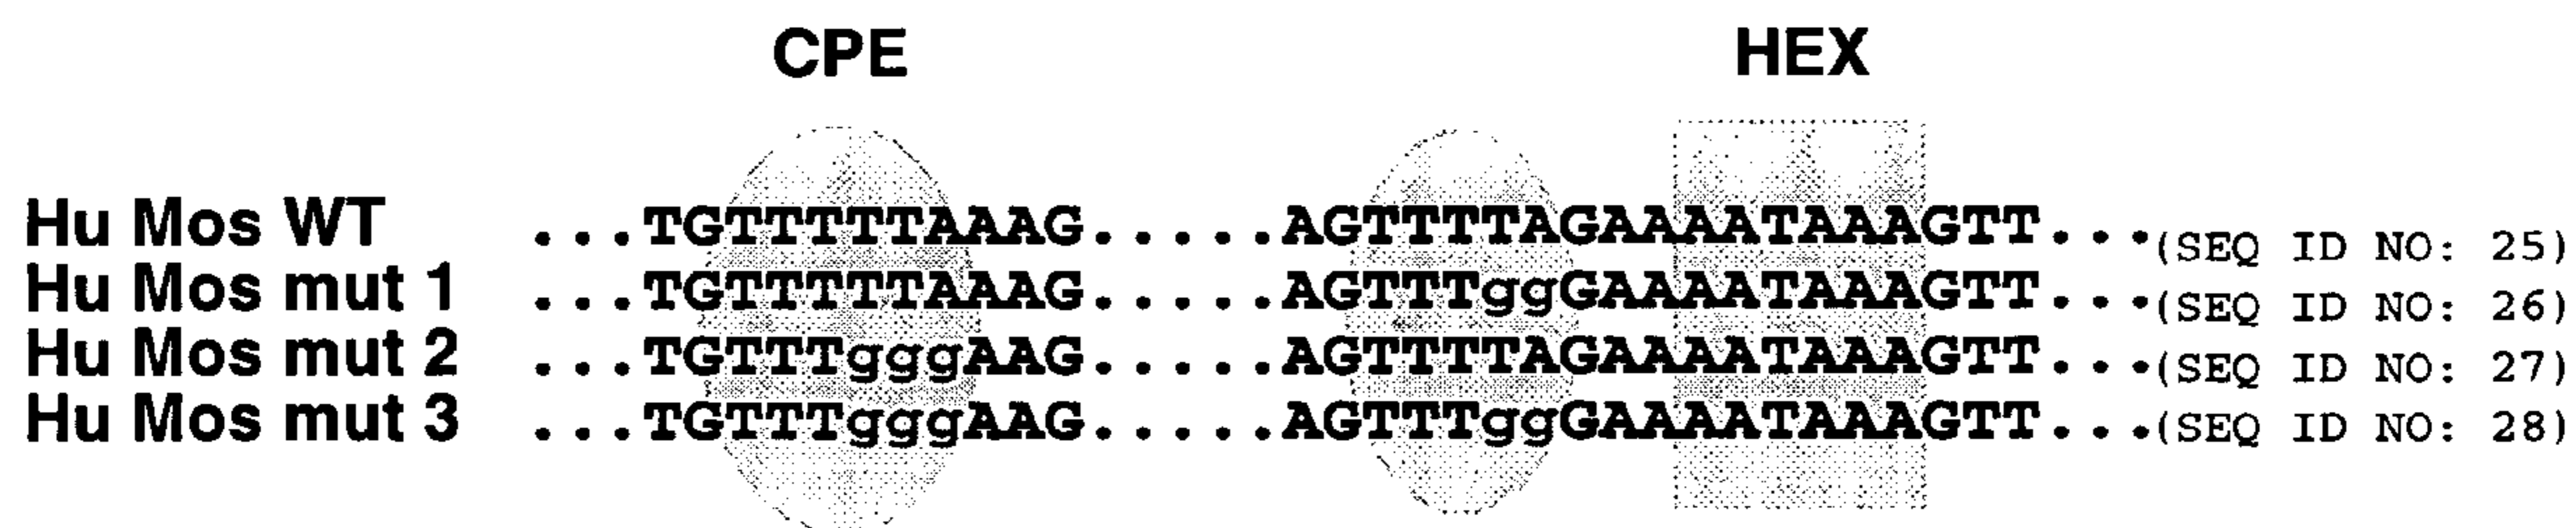 CPE HEX
Hu Mos WT ...TGTTTTTAAAG.....AGTTTTAGAAAATAAAGTT...(SEQ ID NO: 25)
Hu Mos mut 1 ...TGTTTTTAAAG.....AGTTTggGAAAATAAAGTT...(SEQ ID NO: 26)
Hu Mos mut 2 ...TGTTTgggAAG.....AGTTTTAGAAAATAAAGTT...(SEQ ID NO: 27)
Hu Mos mut 3 ...TGTTTgggAAG.....AGTTTggGAAAATAAAGTT...(SEQ ID NO: 28)